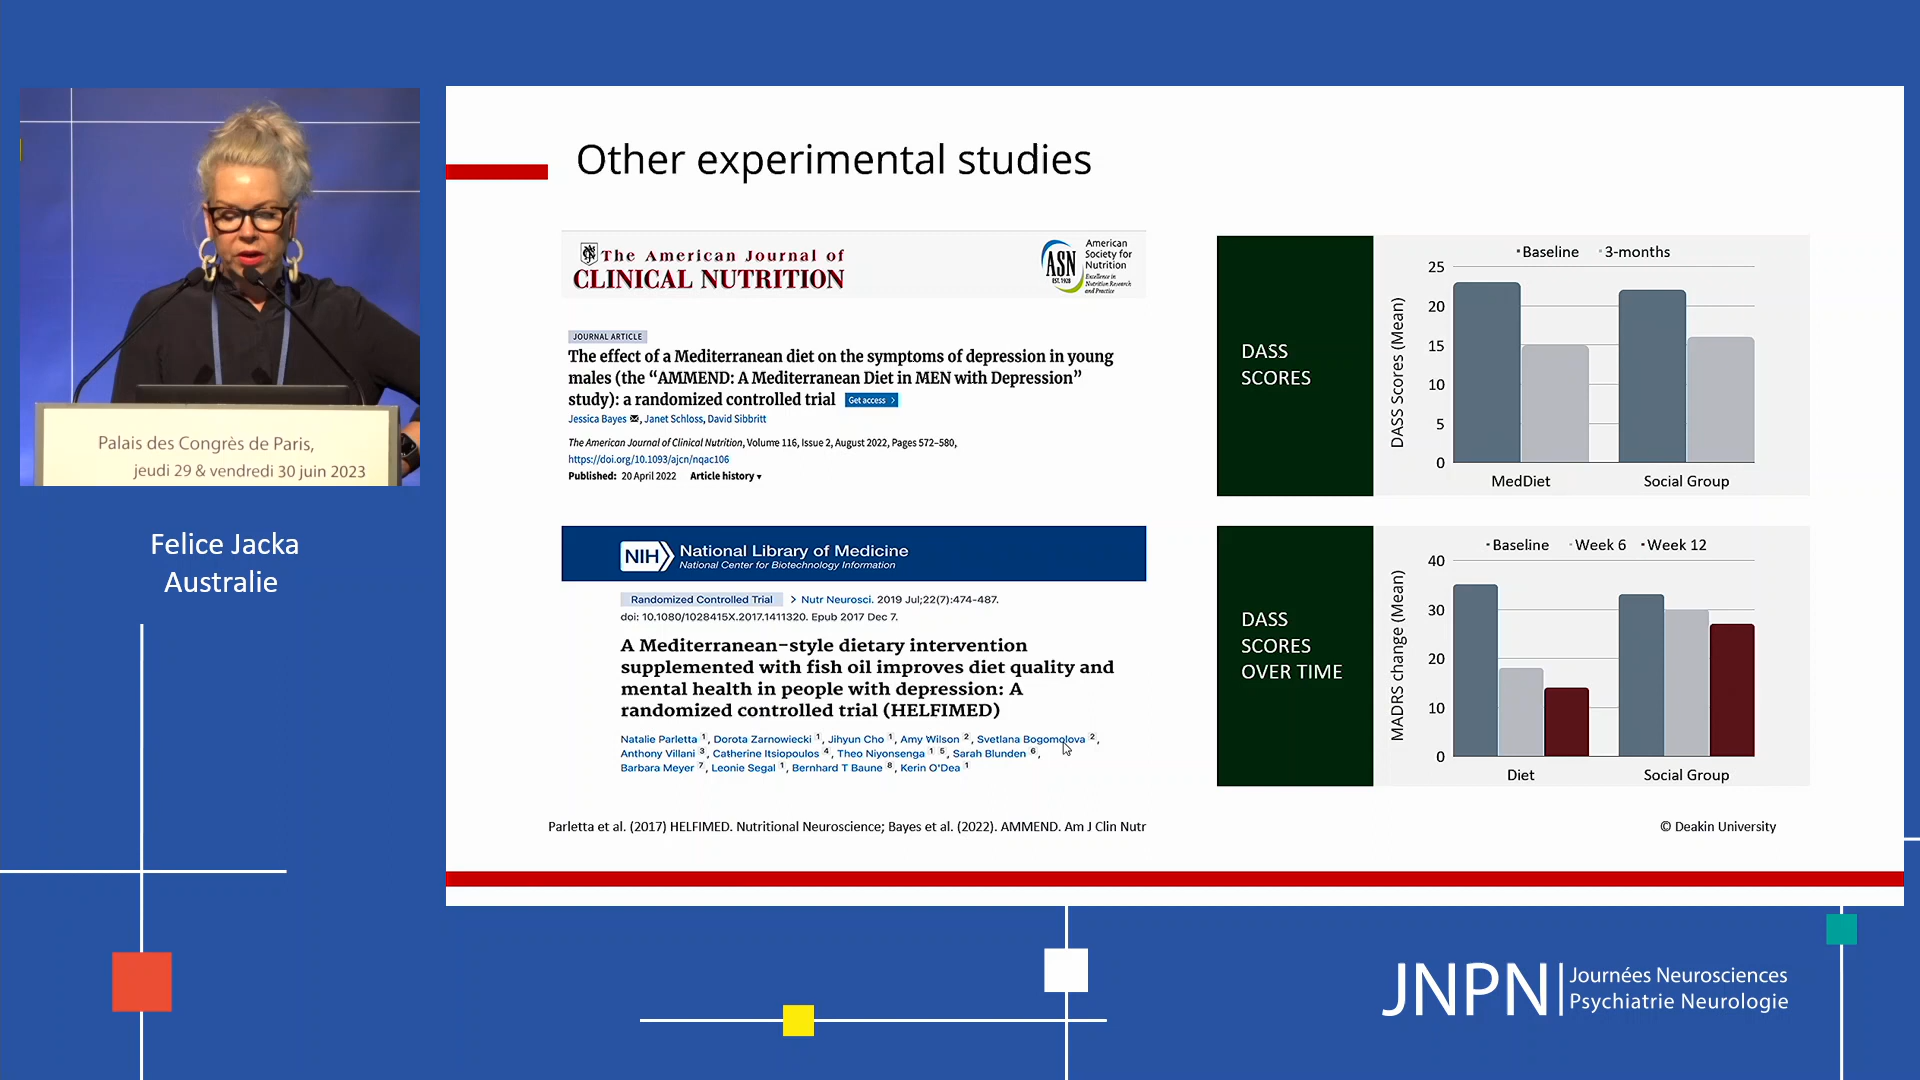 Palais des Congrès de Paris,
jeudi 29 & vendredi 30 juin 2023
Felice Jacka
Australie
Other experimental studies
The American Journal of
CLINICAL NUTRITION
ASN
EST. 1928
American
Society for
Nutrition
Excellence in
Nutrition Research
and Practice
JOURNAL ARTICLE
The effect of a Mediterranean diet on the symptoms of depression in young
males (the “AMMEND: A Mediterranean Diet in MEN with Depression”
study): a randomized controlled trial Get access >
Jessica Bayes, Janet Schloss, David Sibbritt
The American Journal of Clinical Nutrition, Volume 116, Issue 2, August 2022, Pages 572–580,
https://doi.org/10.1093/ajcn/nqac106
Published: 20 April 2022 Article history ▾
NIH National Library of Medicine
National Center for Biotechnology Information
Randomized Controlled Trial > Nutr Neurosci. 2019 Jul;22(7):474-487.
doi: 10.1080/1028415X.2017.1411320. Epub 2017 Dec 7.
A Mediterranean-style dietary intervention
supplemented with fish oil improves diet quality and
mental health in people with depression: A
randomized controlled trial (HELFIMED)
Natalie Parletta 1, Dorota Zarnowiecki 1, Jihyun Cho 1, Amy Wilson 2, Svetlana Bogomolova 2,
Anthony Villani 3, Catherine Itsiopoulos 4, Theo Niyonsenga 1 5, Sarah Blunden 6,
Barbara Meyer 7, Leonie Segal 1, Bernhard T Baune 8, Kerin O'Dea 1
DASS
SCORES
Baseline 3-months
DASS Scores (Mean)
25
20
15
10
5
0
MedDiet Social Group
DASS
SCORES
OVER TIME
Baseline Week 6 Week 12
MADRS change (Mean)
40
30
20
10
0
Diet Social Group
Parletta et al. (2017) HELFIMED. Nutritional Neuroscience; Bayes et al. (2022). AMMEND. Am J Clin Nutr
© Deakin University
JNPN
Journées Neurosciences
Psychiatrie Neurologie